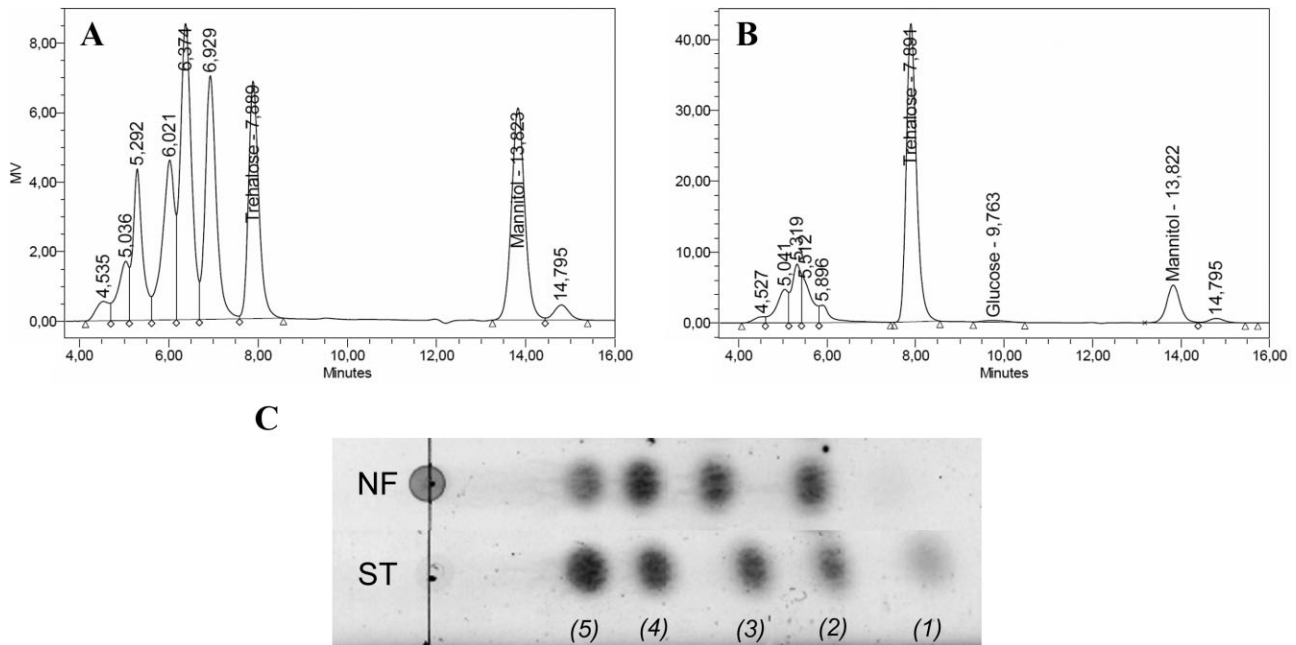 A
MV
8,00
6,00
4,00
2,00
0,00
4,535
5,036
5,292
6,021
6,374
6,929
Trehalose - 7,889
Mannitol - 13,823
14,795
4,00 6,00 8,00 10,00 12,00 14,00 16,00
Minutes
B
40,00
30,00
20,00
10,00
0,00
4,527
5,041
5,319
5,512
5,896
Trehalose - 7,891
Glucose - 9,763
Mannitol - 13,822
14,795
4,00 6,00 8,00 10,00 12,00 14,00 16,00
Minutes
C
NF
ST
(5) (4) (3) (2) (1)